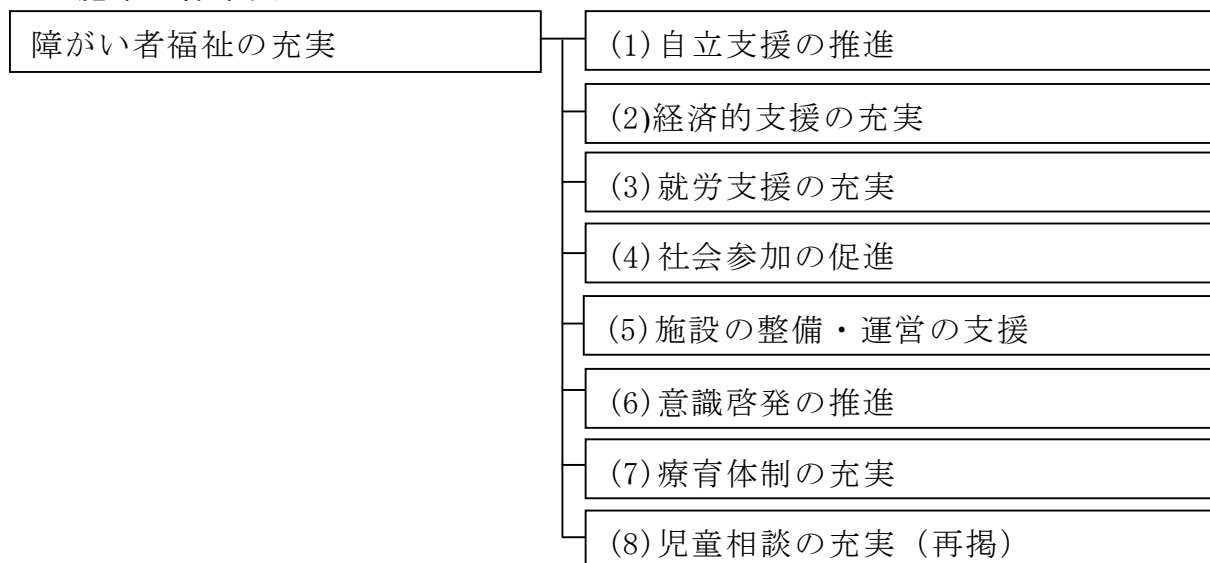 障がい者福祉の充実
(1)自立支援の推進
(2)経済的支援の充実
(3)就労支援の充実
(4)社会参加の促進
(5)施設の整備・運営の支援
(6)意識啓発の推進
(7)療育体制の充実
(8)児童相談の充実（再掲）